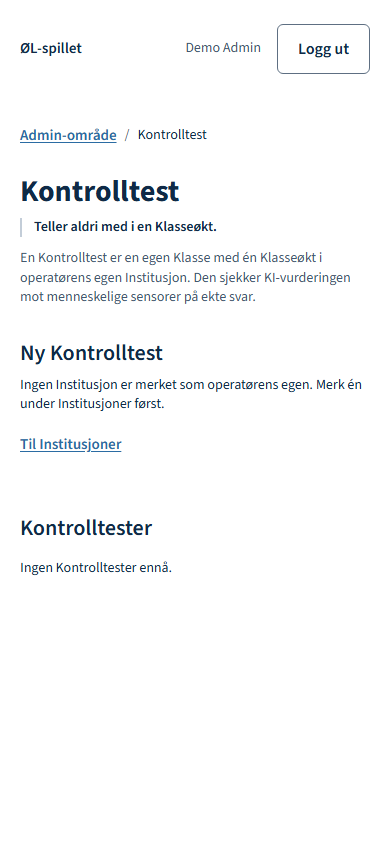 ØL-spillet
Demo Admin
Logg ut
Admin-område / Kontrolltest
Kontrolltest
Teller aldri med i en Klasseøkt.
En Kontrolltest er en egen Klasse med én Klasseøkt i
operatørens egen Institusjon. Den sjekker KI-vurderingen
mot menneskelige sensorer på ekte svar.
Ny Kontrolltest
Ingen Institusjon er merket som operatørens egen. Merk én
under Institusjoner først.
Til Institusjoner
Kontrolltester
Ingen Kontrolltester ennå.